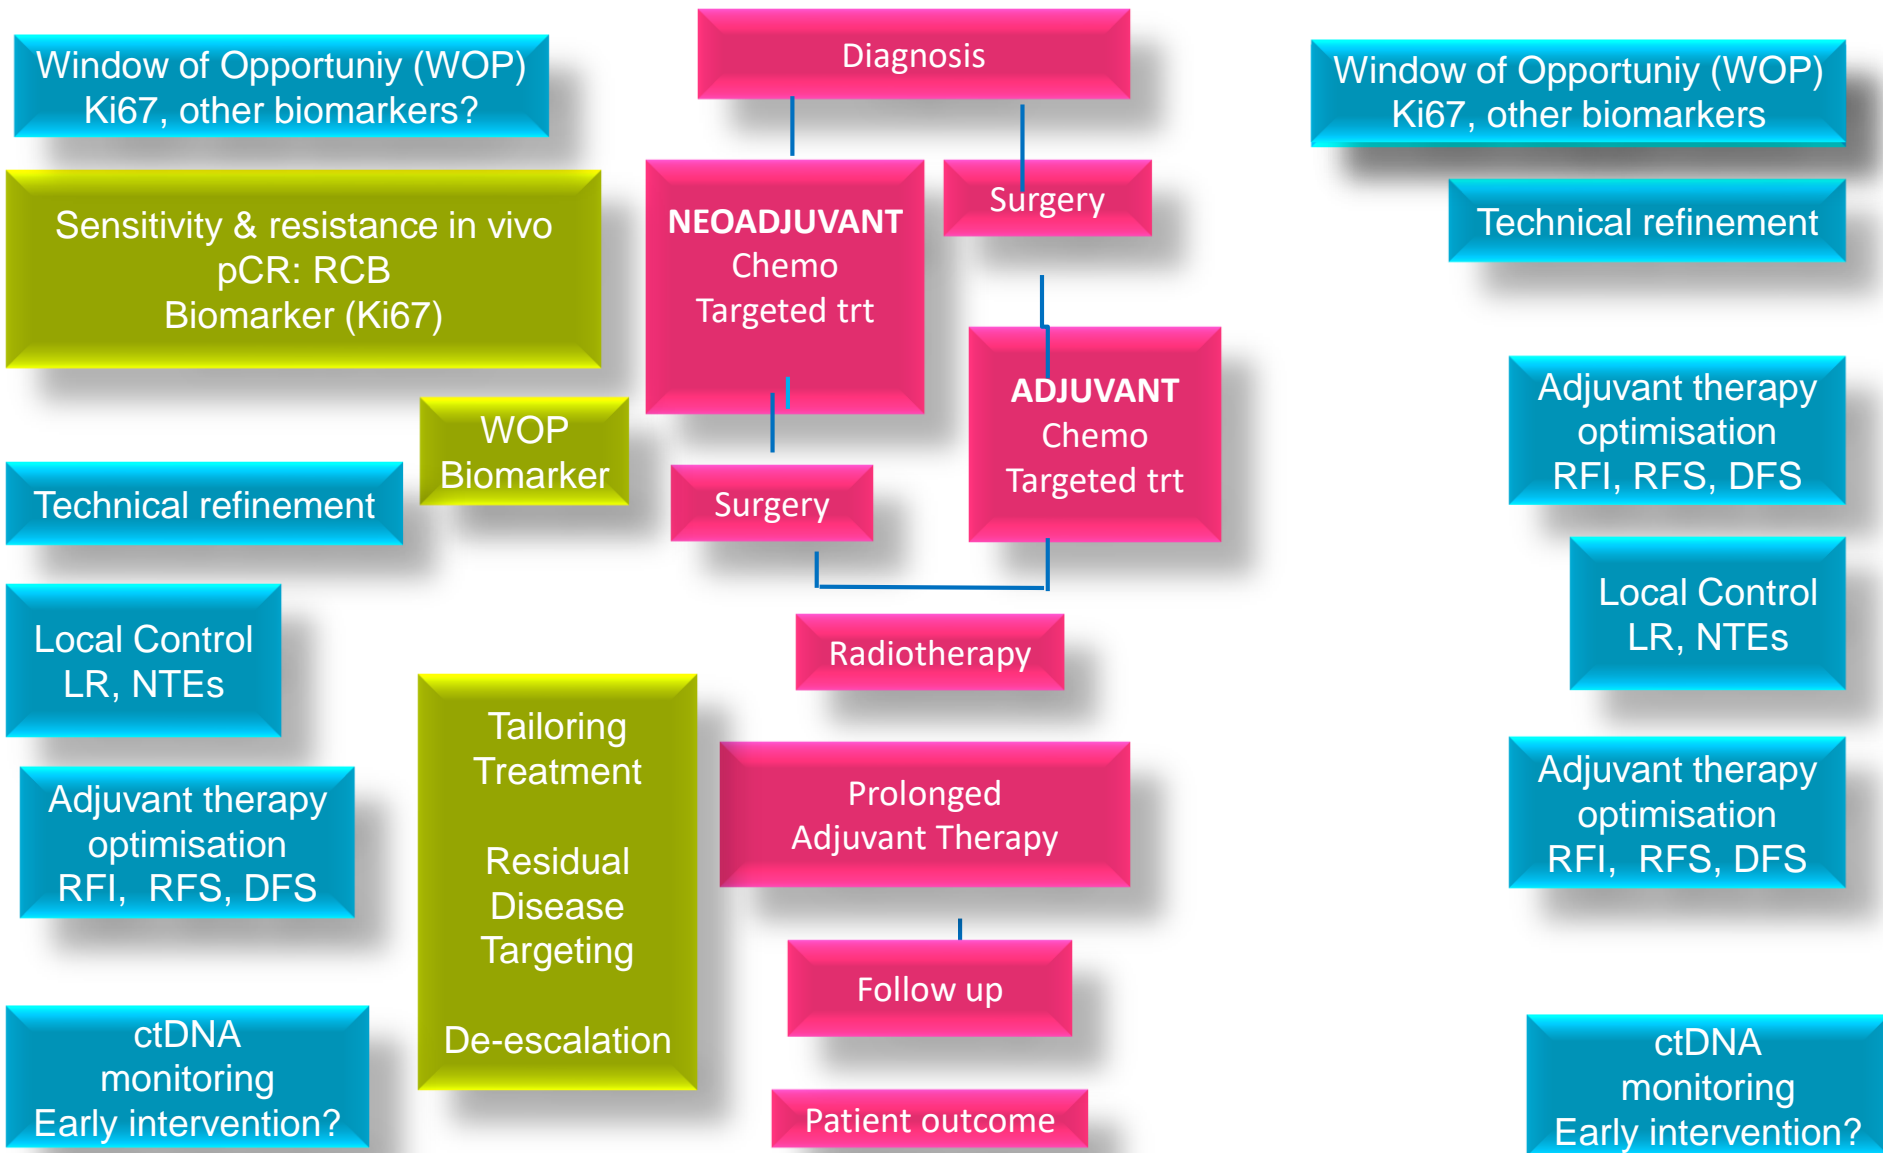 Window of Opportuniy (WOP)
Ki67, other biomarkers?
Sensitivity & resistance in vivo
pCR: RCB
Biomarker (Ki67)
WOP
Biomarker
Technical refinement
Local Control
LR, NTEs
Adjuvant therapy
optimisation
RFI, RFS, DFS
Tailoring
Treatment
Residual
Disease
Targeting
De-escalation
ctDNA
monitoring
Early intervention?
Diagnosis
NEOADJUVANT
Chemo
Targeted trt
Surgery
Surgery
ADJUVANT
Chemo
Targeted trt
Radiotherapy
Prolonged
Adjuvant Therapy
Follow up
Patient outcome
Window of Opportuniy (WOP)
Ki67, other biomarkers
Technical refinement
Adjuvant therapy
optimisation
RFI, RFS, DFS
Local Control
LR, NTEs
Adjuvant therapy
optimisation
RFI, RFS, DFS
ctDNA
monitoring
Early intervention?